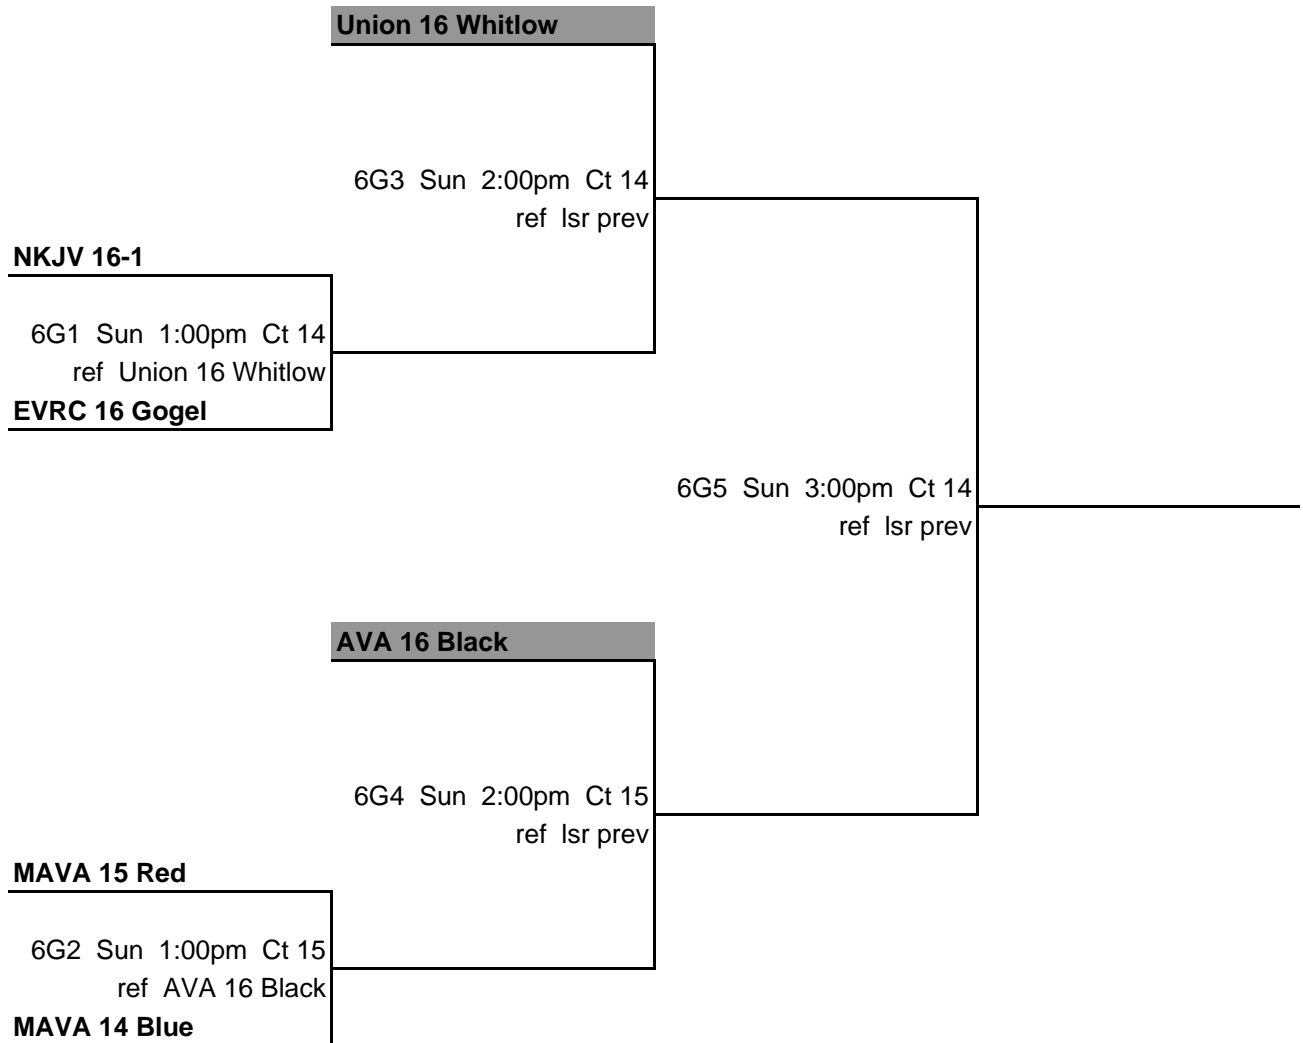 Union 16 Whitlow
6G3 Sun 2:00pm Ct 14
ref lsr prev
NKJV 16-1
6G1 Sun 1:00pm Ct 14
ref Union 16 Whitlow
EVRC 16 Gogel
6G5 Sun 3:00pm Ct 14
ref lsr prev
AVA 16 Black
6G4 Sun 2:00pm Ct 15
ref lsr prev
MAVA 15 Red
6G2 Sun 1:00pm Ct 15
ref AVA 16 Black
MAVA 14 Blue